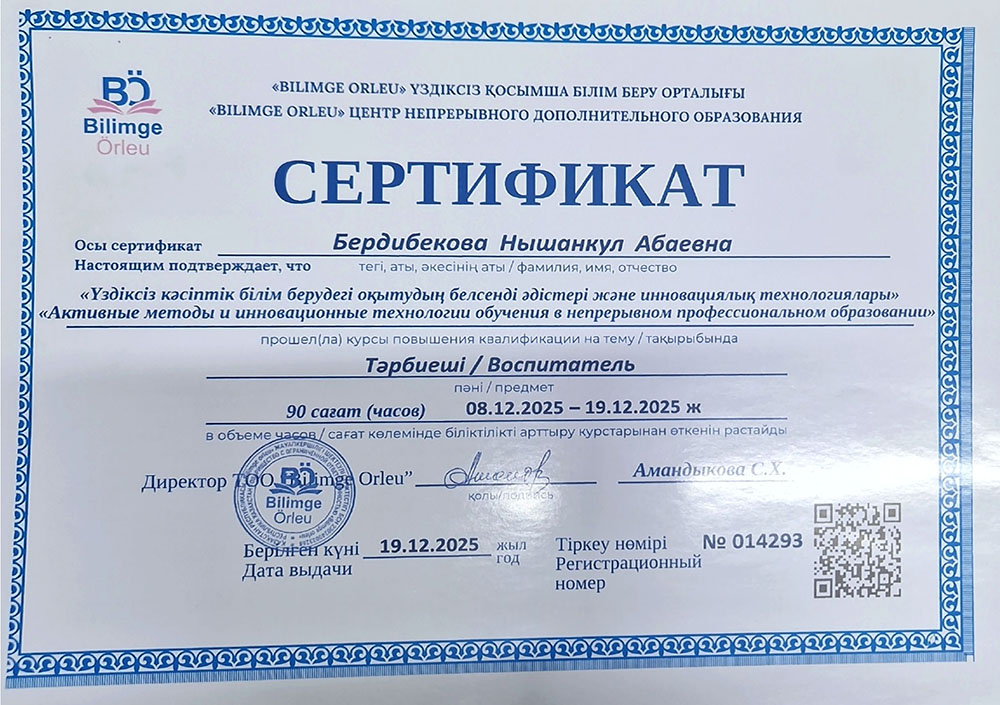 BÖ
Bilimge
Örleu
«BILIMGE ORLEU» ҮЗДІКСІЗ ҚОСЫМША БІЛІМ БЕРУ ОРТАЛЫҒЫ
«BILIMGE ORLEU» ЦЕНТР НЕПРЕРЫВНОГО ДОПОЛНИТЕЛЬНОГО ОБРАЗОВАНИЯ
СЕРТИФИКАТ
Осы сертификат Бердибекова Нышанкул Абаевна
Настоящим подтверждает, что тегі, аты, әкесінің аты / фамилия, имя, отчество
«Үздіксіз кәсіптік білім берудегі оқытудың белсенді әдістері және инновациялық технологиялары»
«Активные методы и инновационные технологии обучения в непрерывном профессиональном образовании»
прошел(ла) курсы повышения квалификации на тему / тақырыбында
Тәрбиеші / Воспитатель
пәні / предмет
90 сағат (часов) 08.12.2025 – 19.12.2025 ж
в объеме часов / сағат көлемінде біліктілікті арттыру курстарынан өткенін растайды
Директор ТОО „Bilimge Orleu” Амандыкова С.Х.
қолы/подпись
BÖ
Bilimge
Örleu
Берілген күні 19.12.2025 жыл
Дата выдачи год
Тіркеу нөмірі № 014293
Регистрационный
номер